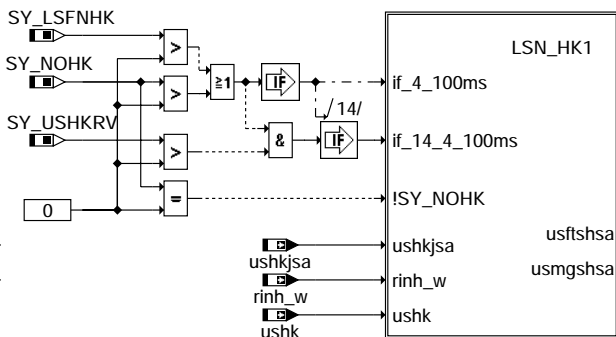 SY_LSFNHK
SY_NOHK
SY_USHKRV
0
>
>
>
=
≧1
&
IF
/14/
IF
LSN_HK1
if_4_100ms
if_14_4_100ms
!SY_NOHK
ushkjsa
rinh_w
ushk
usftshsa
usmgshsa
ushkjsa
rinh_w
ushk